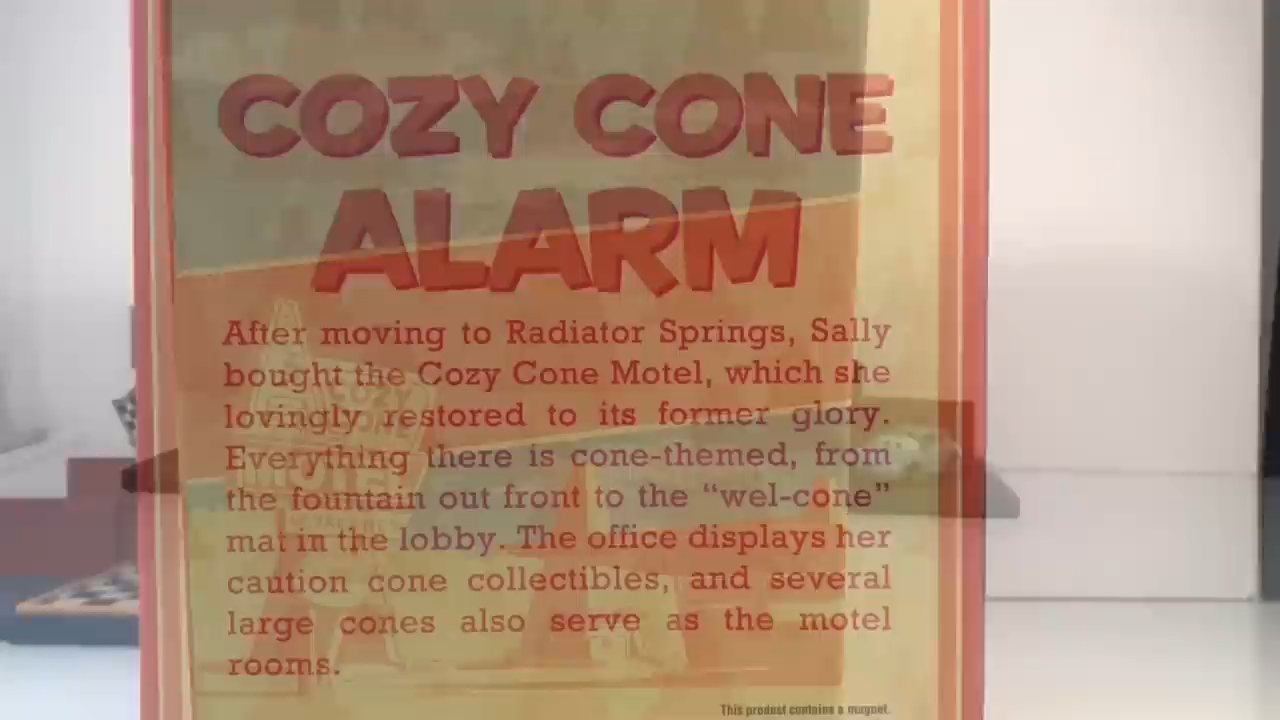 COZY CONE
ALARM
After moving to Radiator Springs, Sally
bought the Cozy Cone Motel, which she
lovingly restored to its former glory.
Everything there is cone-themed, from
the fountain out front to the “wel-cone”
mat in the lobby. The office displays her
caution cone collectibles, and several
large cones also serve as the motel
rooms.
This product contains a magnet.
COZY
CONE
MOTEL